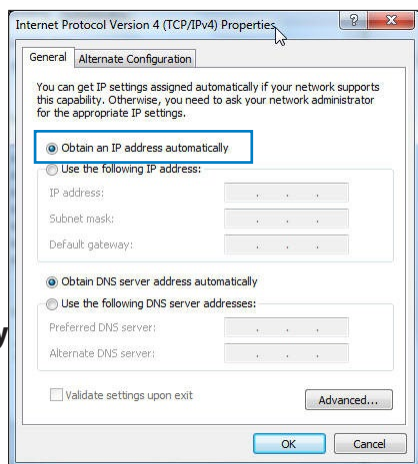 Internet Protocol Version 4 (TCP/IPv4) Properties
General
Alternate Configuration
You can get IP settings assigned automatically if your network supports
this capability. Otherwise, you need to ask your network administrator
for the appropriate IP settings.
Obtain an IP address automatically
Use the following IP address:
IP address:
Subnet mask:
Default gateway:
Obtain DNS server address automatically
Use the following DNS server addresses:
Preferred DNS server:
y
Alternate DNS server:
Validate settings upon exit
Advanced...
OK
Cancel